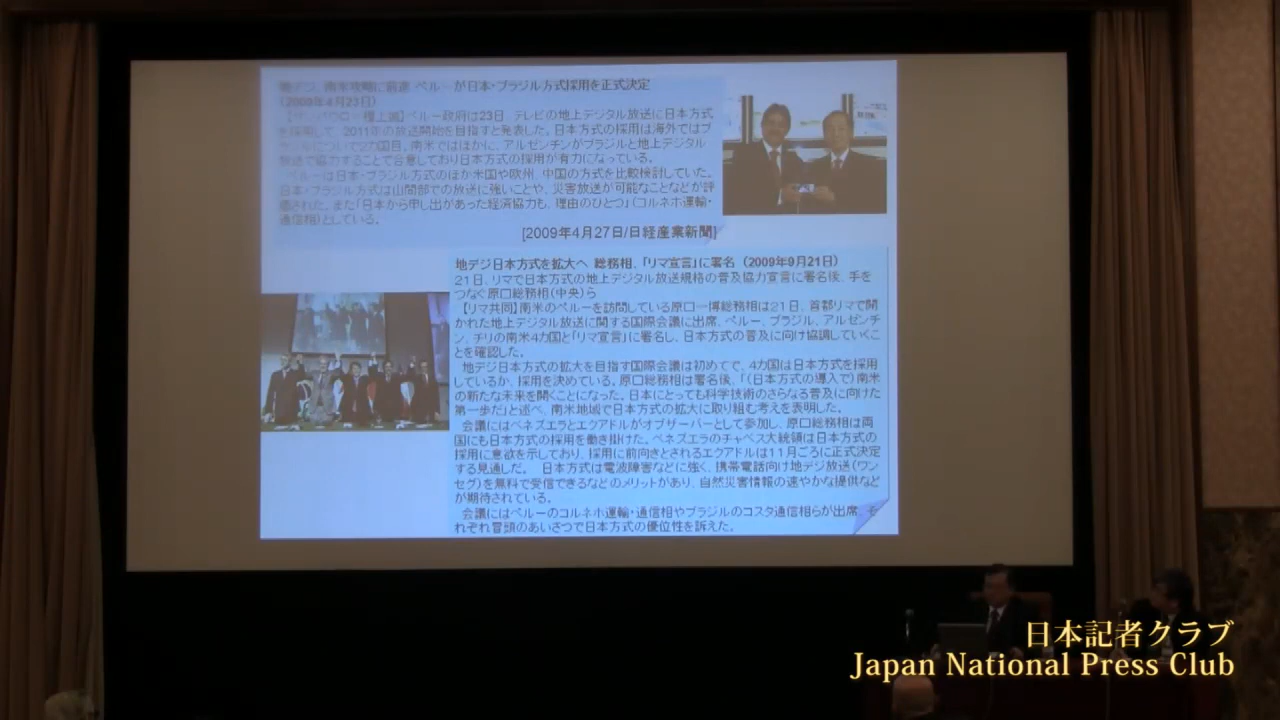 地デジ、南米攻略に前進 ペルーが日本・ブラジル方式採用を正式決定
(2009年4月23日)
ペルー政府は23日、テレビの地上デジタル放送に日本方式
を採用して、2011年の放送開始を目指すと発表した。日本方式の採用は海外ではブ
ラジルについで2カ国目。南米ではほかに、アルゼンチンがブラジルと地上デジタル
放送で協力することで合意しており日本方式の採用が有力になっている。
ペルーは日本・ブラジル方式のほか米国や欧州、中国の方式を比較検討していた。
日本・ブラジル方式は山間部での放送に強いことや、災害放送が可能なことなどが評
価された。また「日本から申し出があった経済協力も、理由のひとつ」(コルネホ運輸・
通信相)としている。
[2009年4月27日/日経産業新聞]
地デジ日本方式を拡大へ 総務相、「リマ宣言」に署名 (2009年9月21日)
21日、リマで日本方式の地上デジタル放送規格の普及協力宣言に署名後、手を
つなぐ原口総務相(中央)ら
【リマ共同】南米のペルーを訪問している原口一博総務相は21日、首都リマで開
かれた地上デジタル放送に関する国際会議に出席、ペルー、ブラジル、アルゼンチ
ン、チリの南米4カ国と「リマ宣言」に署名し、日本方式の普及に向け協調していくこ
とを確認した。
地デジ日本方式の拡大を目指す国際会議は初めてで、4カ国は日本方式を採用
しているか、採用を決めている。原口総務相は署名後、「(日本方式の導入で)南米
の新たな未来を開くことになった。日本にとっても科学技術のさらなる普及に向けた
第一歩だ」と述べ、南米地域で日本方式の拡大に取り組む考えを表明した。
会議にはベネズエラとエクアドルがオブザーバーとして参加し、原口総務相は両
国にも日本方式の採用を働き掛けた。ベネズエラのチャベス大統領は日本方式の
採用に意欲を示しており、採用に前向きとされるエクアドルは11月ごろに正式決定
する見通しだ。 日本方式は電波障害などに強く、携帯電話向け地デジ放送(ワン
セグ)を無料で受信できるなどのメリットがあり、自然災害情報の速やかな提供など
が期待されている。
会議にはペルーのコルネホ運輸・通信相やブラジルのコスタ通信相らが出席、そ
れぞれ冒頭のあいさつで日本方式の優位性を訴えた。
日本記者クラブ
Japan National Press Club